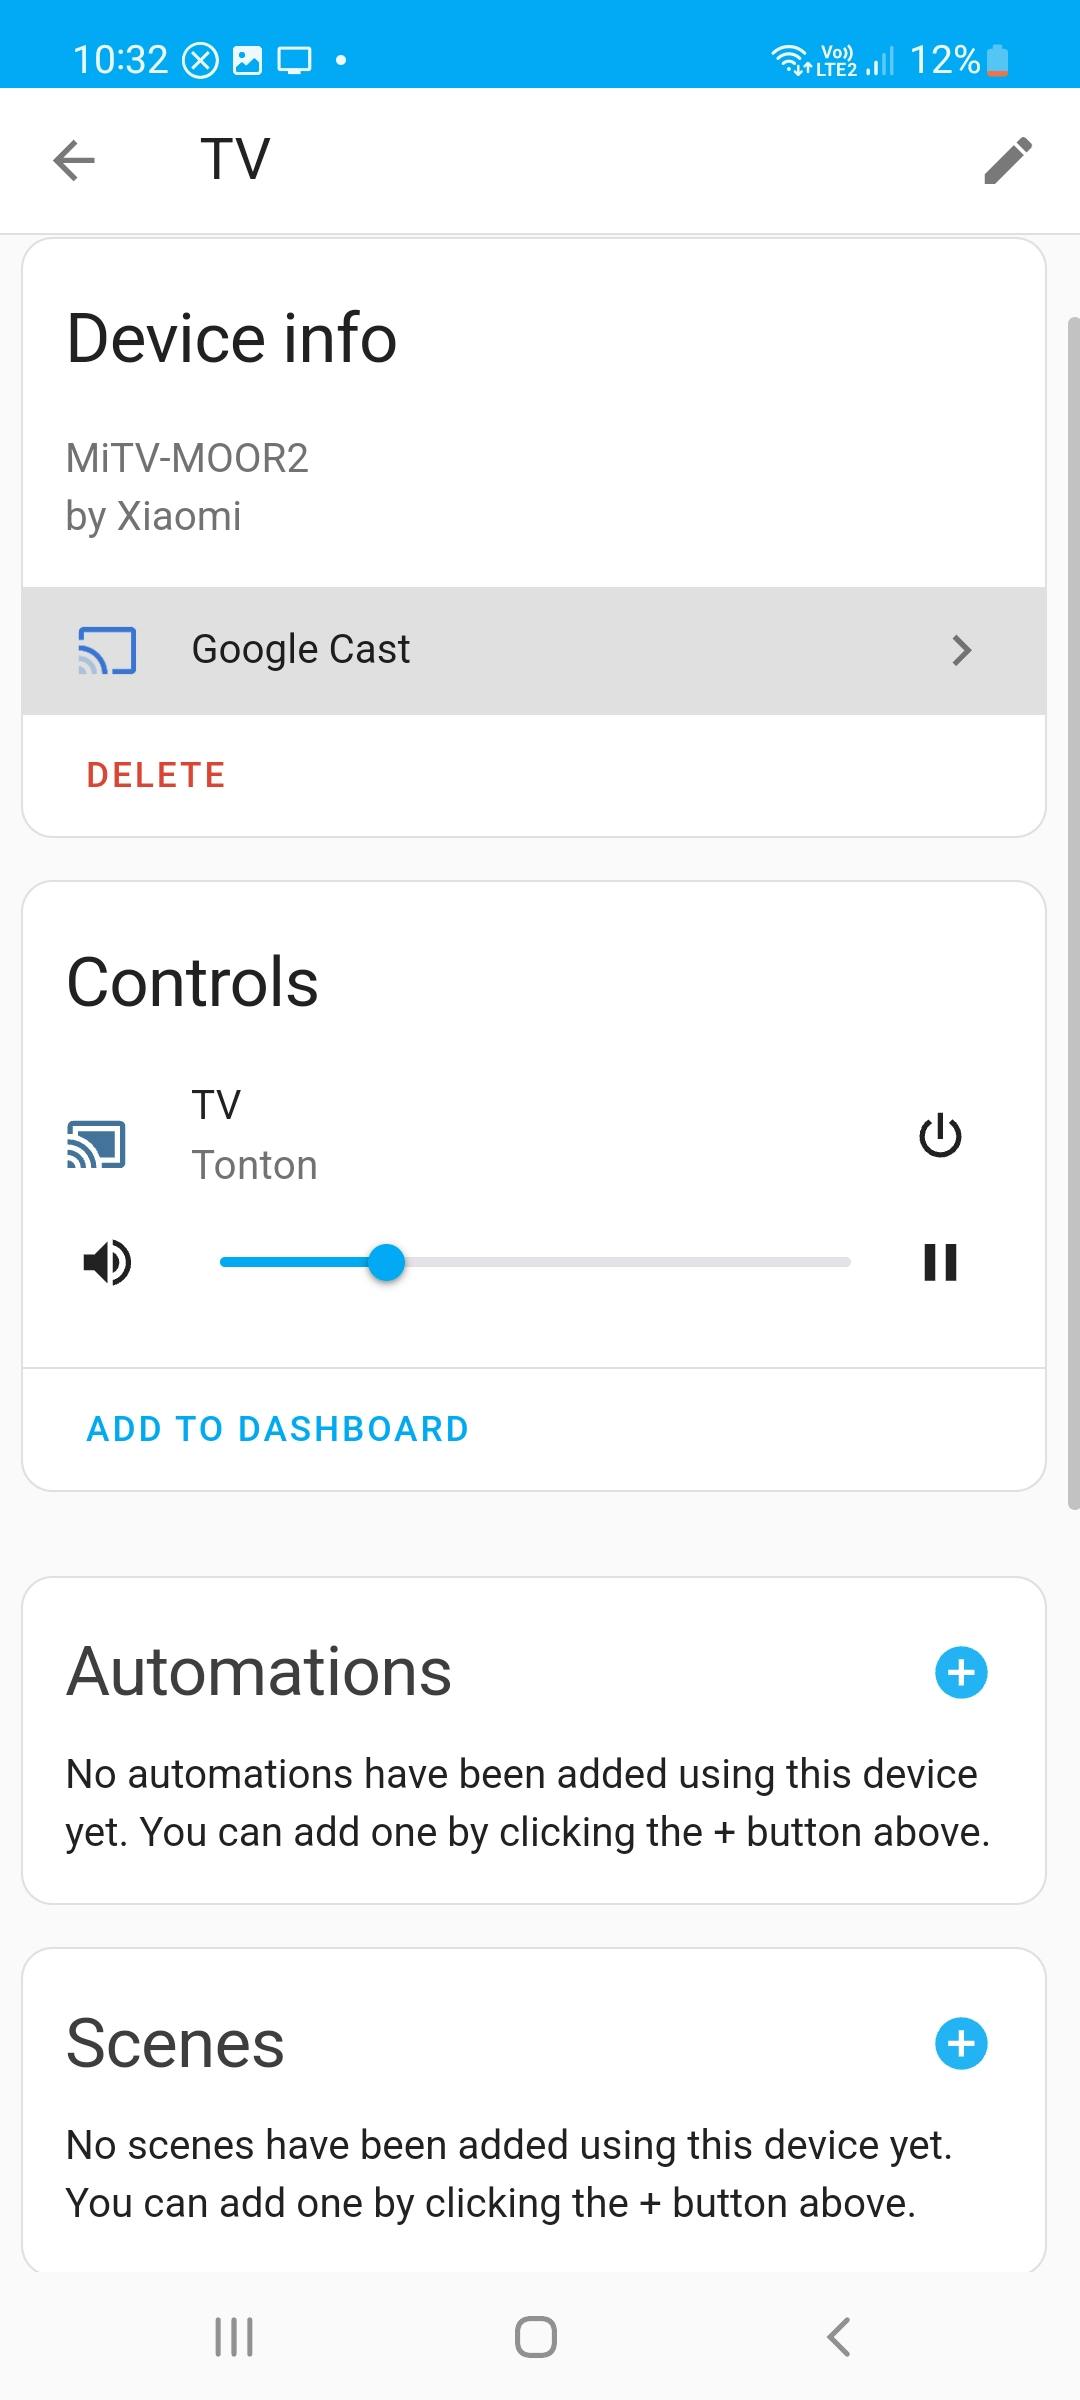 10:32
Vo))
LTE2
12%
TV
Device info
MiTV-MOOR2
by Xiaomi
Google Cast
DELETE
Controls
TV
Tonton
ADD TO DASHBOARD
Automations
No automations have been added using this device
yet. You can add one by clicking the + button above.
Scenes
No scenes have been added using this device yet.
You can add one by clicking the + button above.